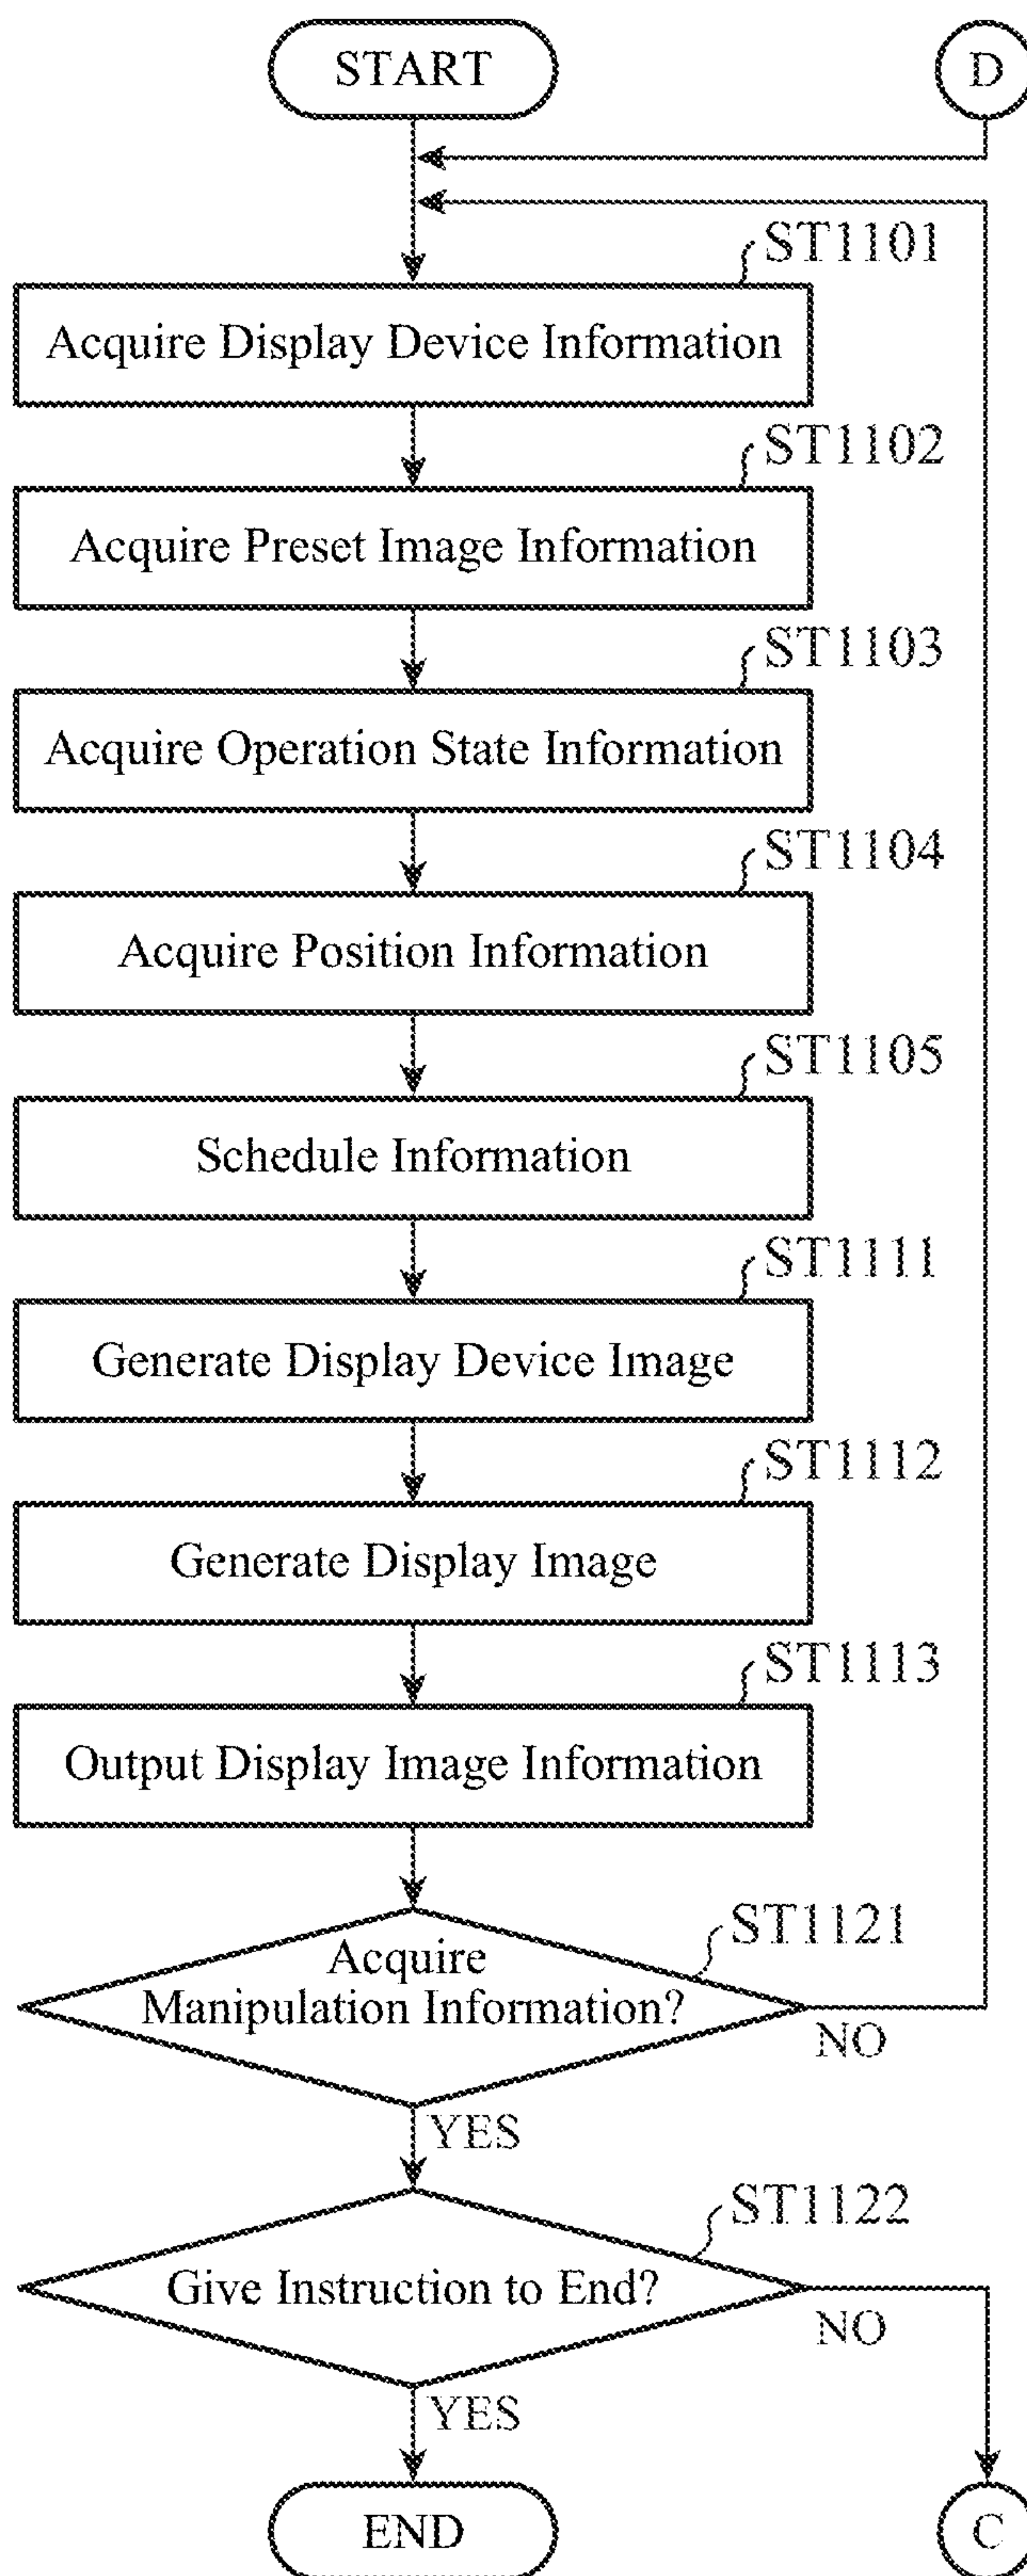 START
D
ST1101
Acquire Display Device Information
ST1102
Acquire Preset Image Information
ST1103
Acquire Operation State Information
ST1104
Acquire Position Information
ST1105
Schedule Information
ST1111
Generate Display Device Image
ST1112
Generate Display Image
ST1113
Output Display Image Information
ST1121
Acquire
Manipulation Information?
NO
YES
ST1122
Give Instruction to End?
NO
YES
END
C